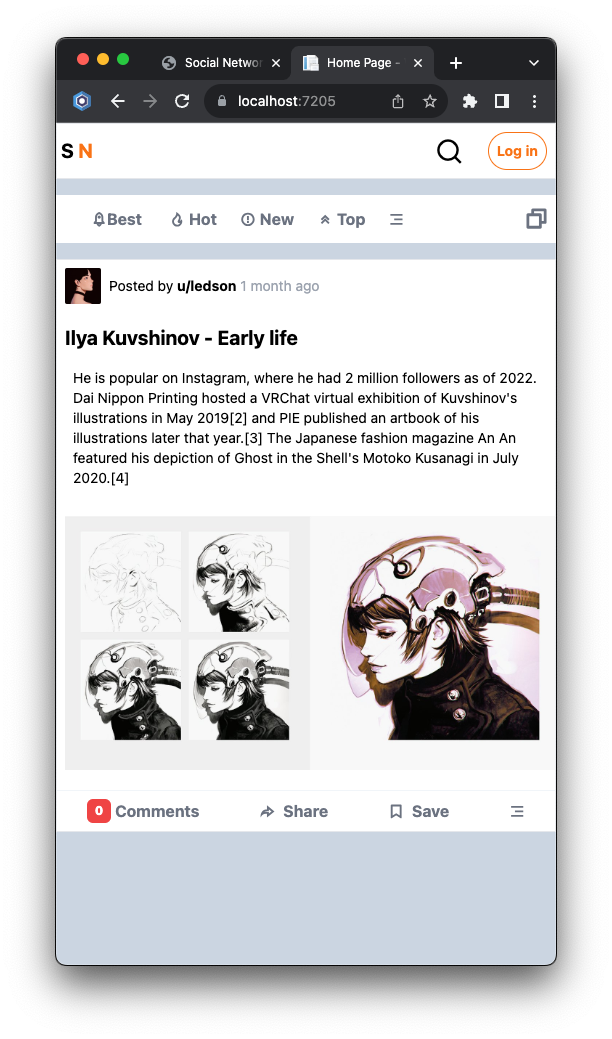 Social Networ
Home Page -
localhost:7205
S N
Log in
Best
Hot
New
Top
Posted by u/ledson 1 month ago
Ilya Kuvshinov - Early life
He is popular on Instagram, where he had 2 million followers as of 2022.
Dai Nippon Printing hosted a VRChat virtual exhibition of Kuvshinov's
illustrations in May 2019[2] and PIE published an artbook of his
illustrations later that year.[3] The Japanese fashion magazine An An
featured his depiction of Ghost in the Shell's Motoko Kusanagi in July
2020.[4]
0 Comments
Share
Save